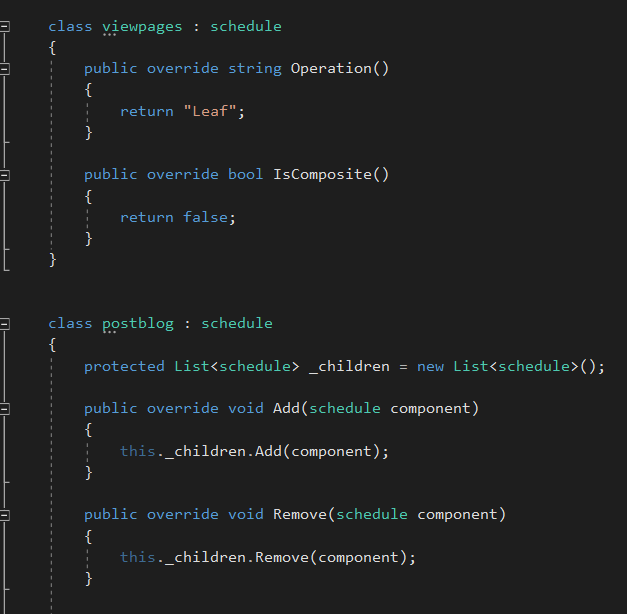 class viewpages : schedule
{
public override string Operation()
{
return "Leaf";
}
public override bool IsComposite()
{
return false;
}
}
class postblog : schedule
{
protected List<schedule> _children = new List<schedule>();
public override void Add(schedule component)
{
this._children.Add(component);
}
public override void Remove(schedule component)
{
this._children.Remove(component);
}